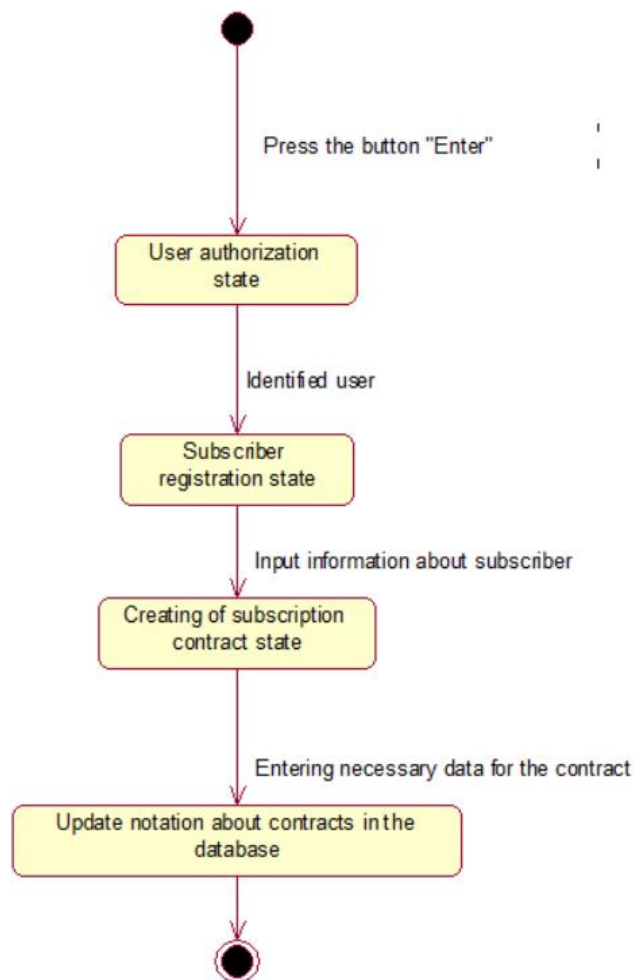 Press the button "Enter"
User authorization
state
Identified user
Subscriber
registration state
Input information about subscriber
Creating of subscription
contract state
Entering necessary data for the contract
Update notation about contracts in the
database